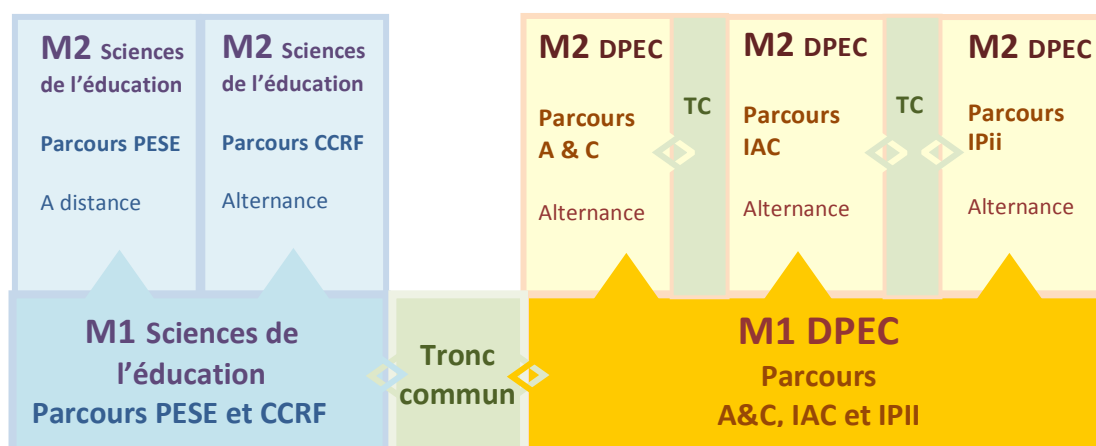 M2 Sciences
de l’éducation
Parcours PESE
A distance
M2 Sciences
de l’éducation
Parcours CCRF
Alternance
M2 DPEC
Parcours
A & C
Alternance
TC
M2 DPEC
Parcours
IAC
Alternance
TC
M2 DPEC
Parcours
IPii
Alternance
M1 Sciences de
l’éducation
Parcours PESE et CCRF
Tronc
commun
M1 DPEC
Parcours
A&C, IAC et IPII